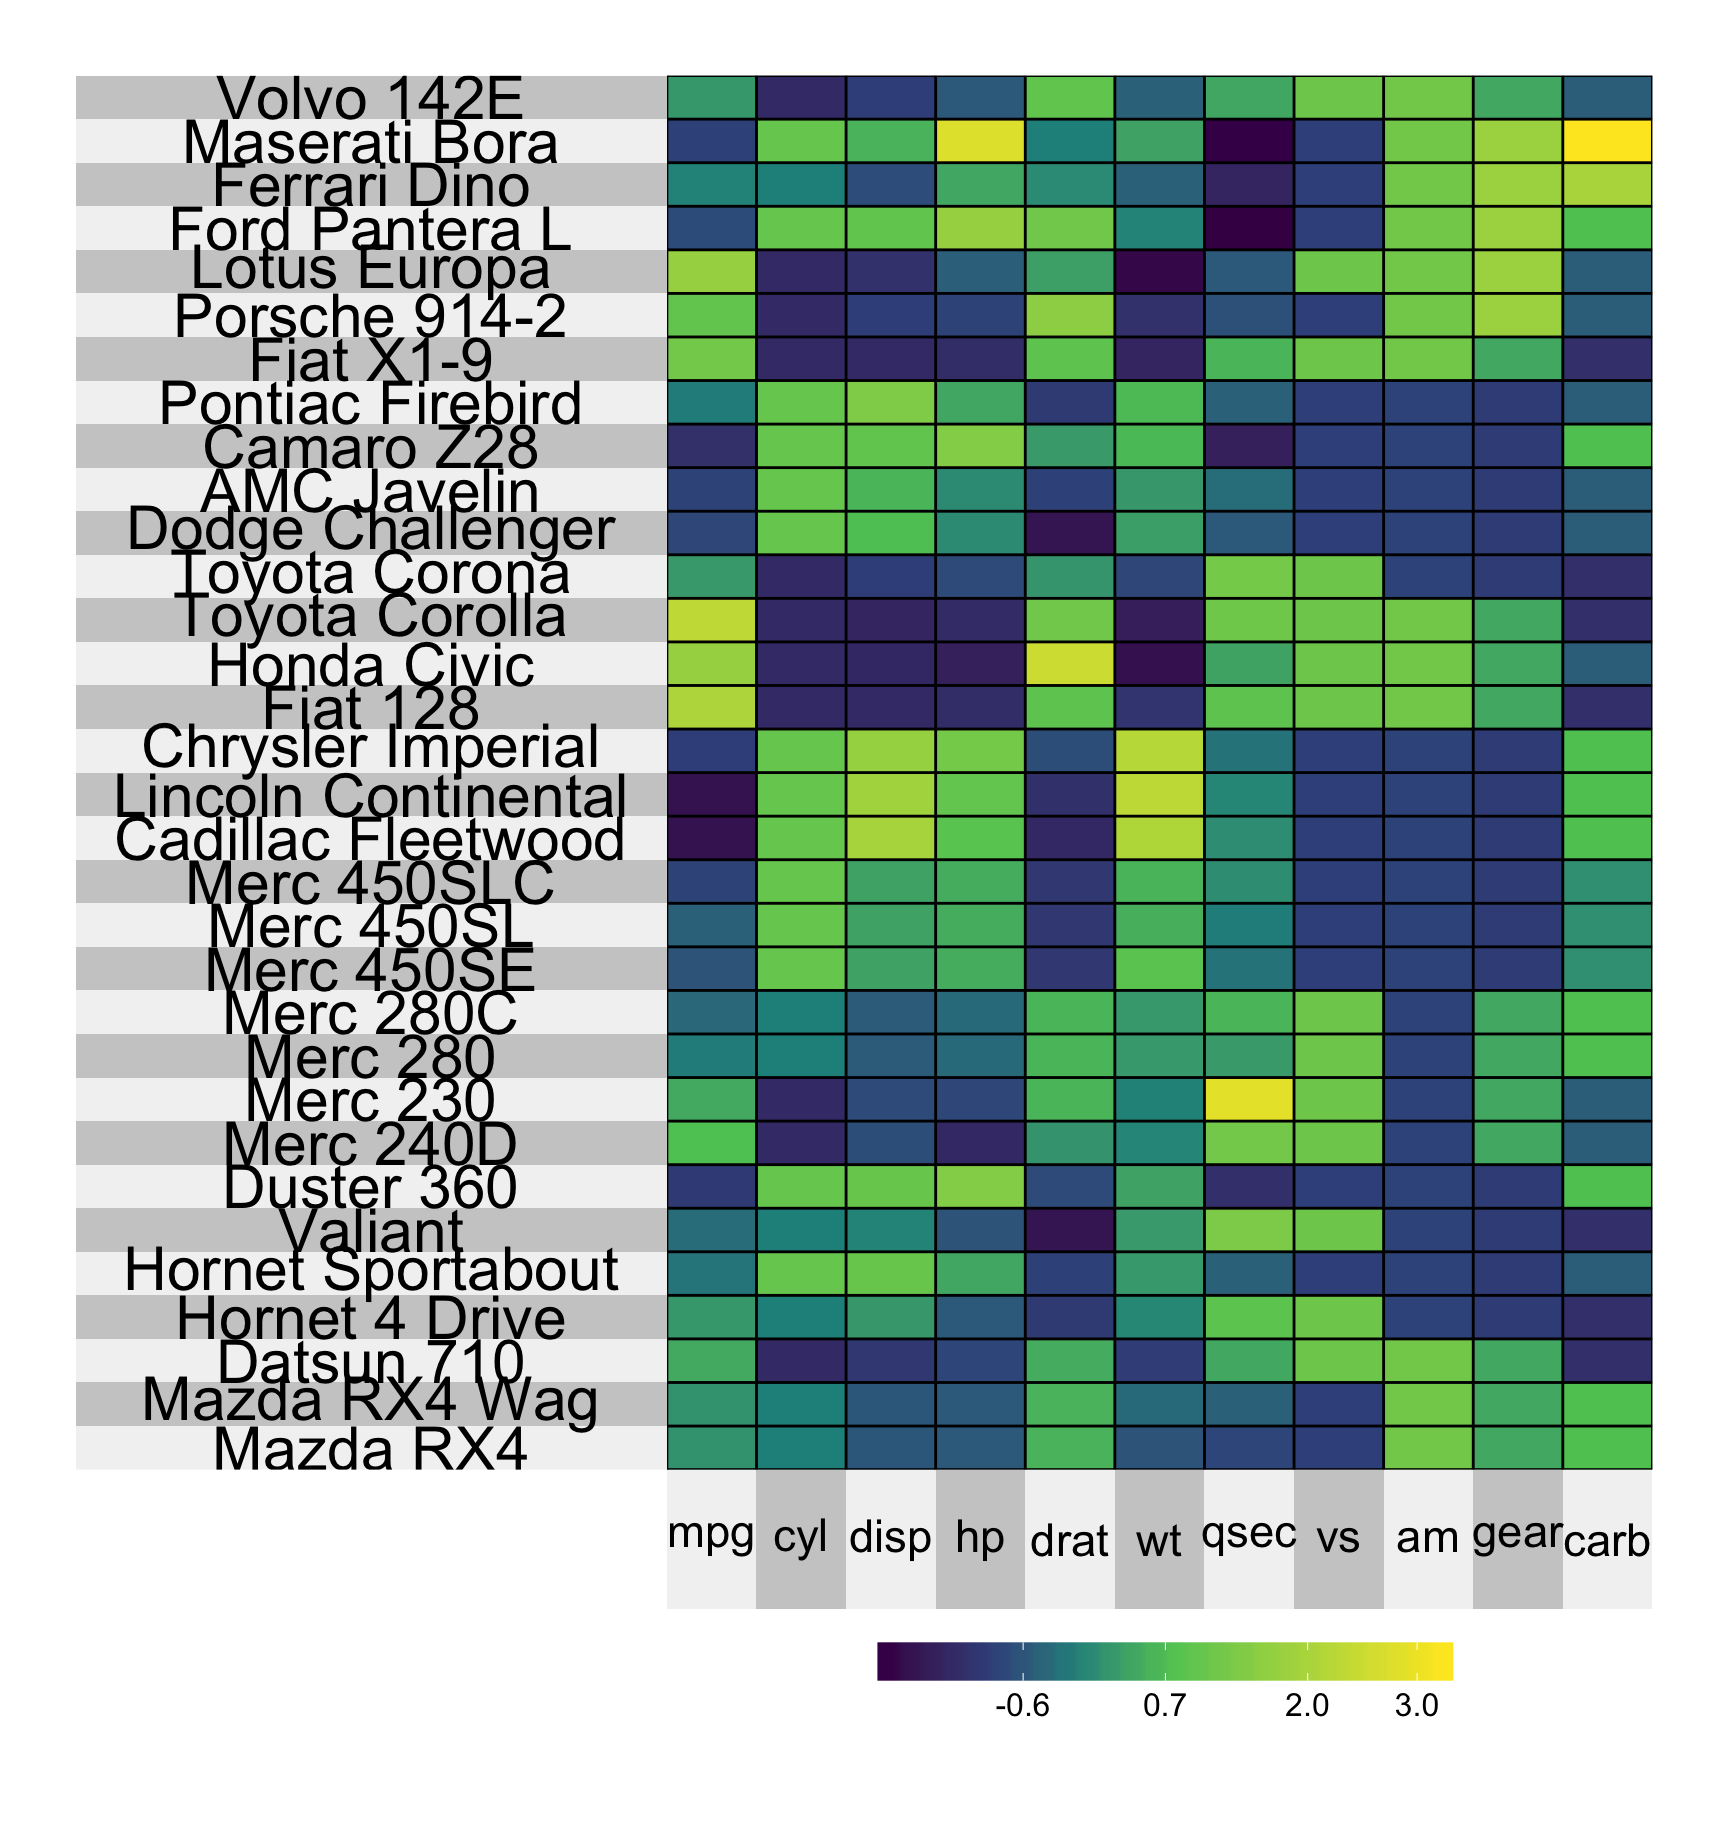 Volvo 142E
Maserati Bora
Ferrari Dino
Ford Pantera L
Lotus Europa
Porsche 914-2
Fiat X1-9
Pontiac Firebird
Camaro Z28
AMC Javelin
Dodge Challenger
Toyota Corona
Toyota Corolla
Honda Civic
Fiat 128
Chrysler Imperial
Lincoln Continental
Cadillac Fleetwood
Merc 450SLC
Merc 450SL
Merc 450SE
Merc 280C
Merc 280
Merc 230
Merc 240D
Duster 360
Valiant
Hornet Sportabout
Hornet 4 Drive
Datsun 710
Mazda RX4 Wag
Mazda RX4
mpg cyl disp hp drat wt qsec vs am gear carb
-0.6 0.7 2.0 3.0